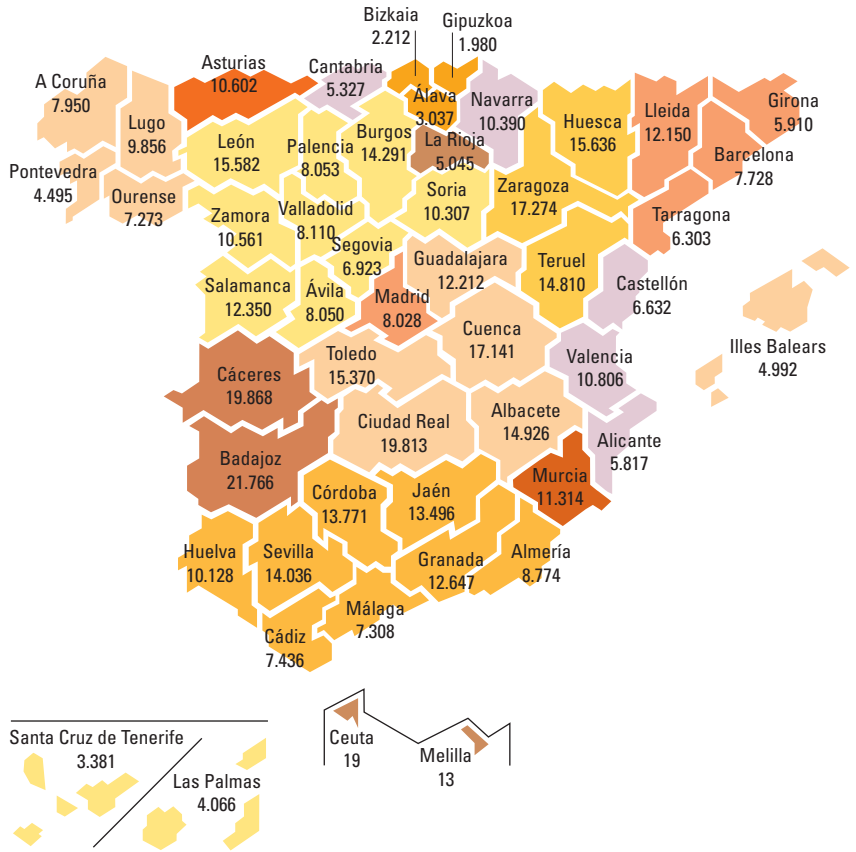 Bizkaia
2.212
Gipuzkoa
1.980
Asturias
10.602
Cantabria
5.327
A Coruña
7.950
Lugo
9.856
Álava
3.037
Navarra
10.390
Huesca
15.636
Lleida
12.150
Girona
5.910
León
15.582
Palencia
8.053
Burgos
14.291
La Rioja
5.045
Barcelona
7.728
Pontevedra
4.495
Ourense
7.273
Zamora
10.561
Valladolid
8.110
Soria
10.307
Zaragoza
17.274
Tarragona
6.303
Segovia
6.923
Guadalajara
12.212
Teruel
14.810
Castellón
6.632
Salamanca
12.350
Ávila
8.050
Madrid
8.028
Cuenca
17.141
Illes Balears
4.992
Toledo
15.370
Valencia
10.806
Cáceres
19.868
Ciudad Real
19.813
Albacete
14.926
Alicante
5.817
Badajoz
21.766
Murcia
11.314
Córdoba
13.771
Jaén
13.496
Huelva
10.128
Sevilla
14.036
Granada
12.647
Almería
8.774
Málaga
7.308
Cádiz
7.436
Santa Cruz de Tenerife
3.381
Las Palmas
4.066
Ceuta
19
Melilla
13